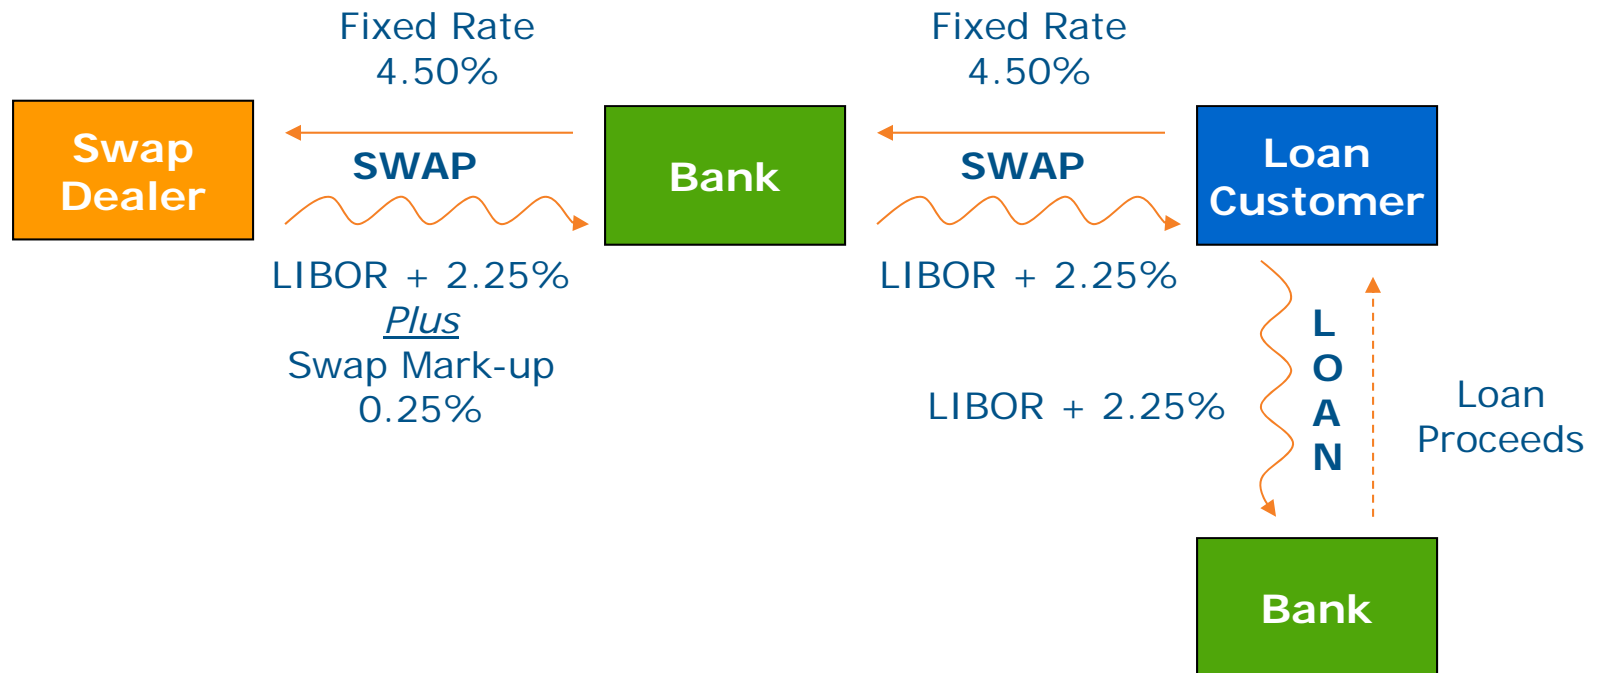 Fixed Rate
4.50%
Swap
Dealer
SWAP
LIBOR + 2.25%
Plus
Swap Mark-up
0.25%
Bank
Fixed Rate
4.50%
SWAP
LIBOR + 2.25%
Loan
Customer
LIBOR + 2.25%
L
O
A
N
Loan
Proceeds
Bank